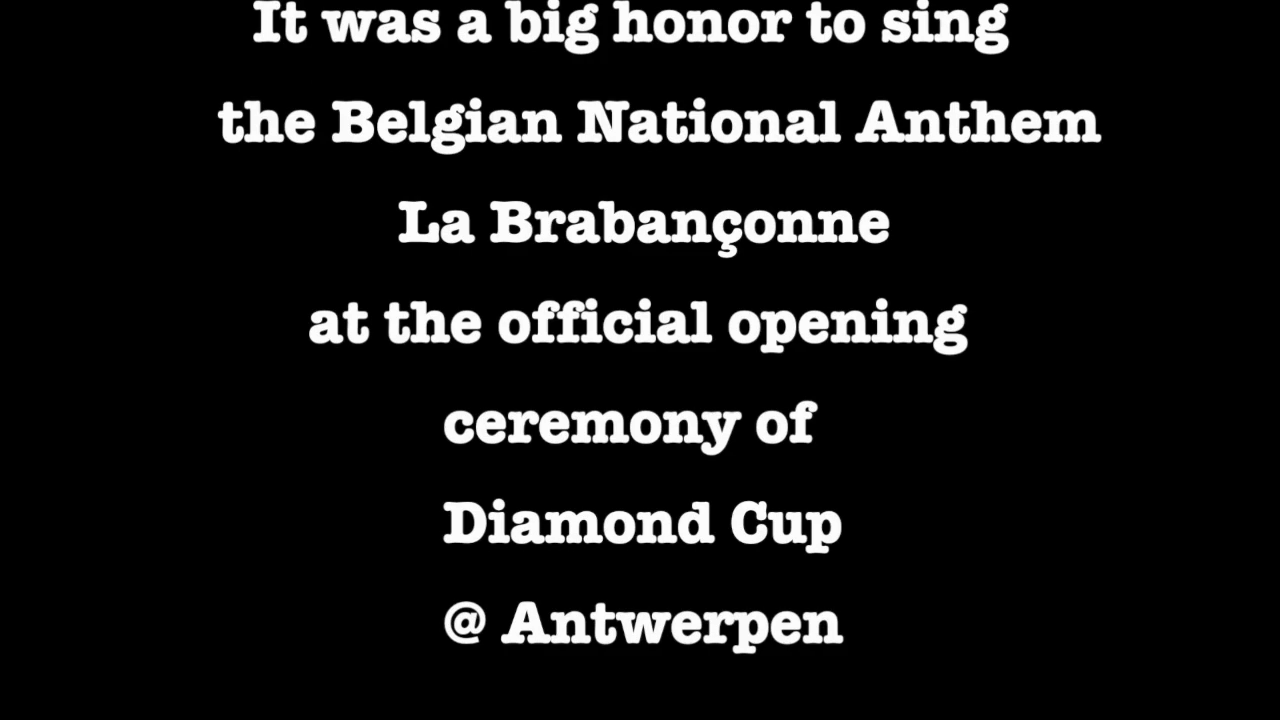 It was a big honor to sing
the Belgian National Anthem
La Brabançonne
at the official opening
ceremony of
Diamond Cup
@ Antwerpen